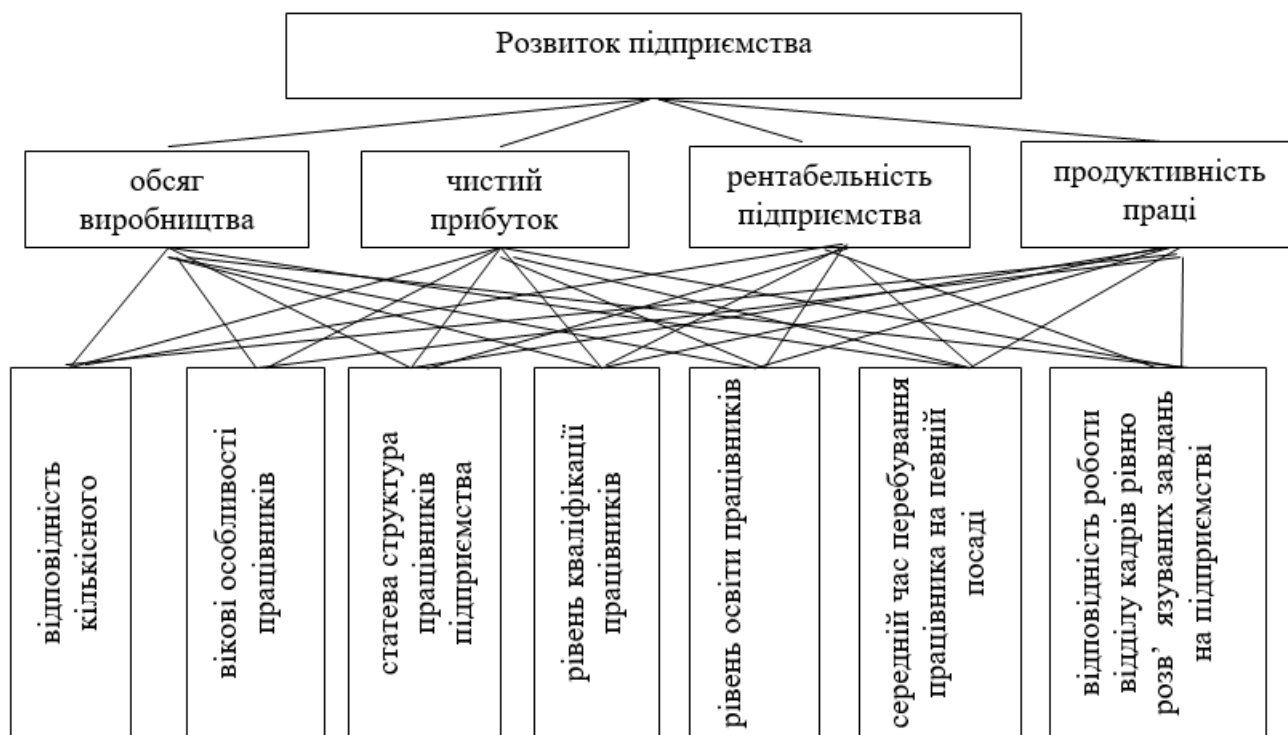 Розвиток підприємства
обсяг
виробництва
чистий
прибуток
рентабельність
підприємства
продуктивність
праці
відповідність
кількісного
вікові особливості
працівників
статева структура
працівників
підприємства
рівень кваліфікації
працівників
рівень освіти працівників
середній час перебування
працівника на певній
посаді
відповідність роботи
відділу кадрів рівню
розв’ язуваних завдань
на підприємстві